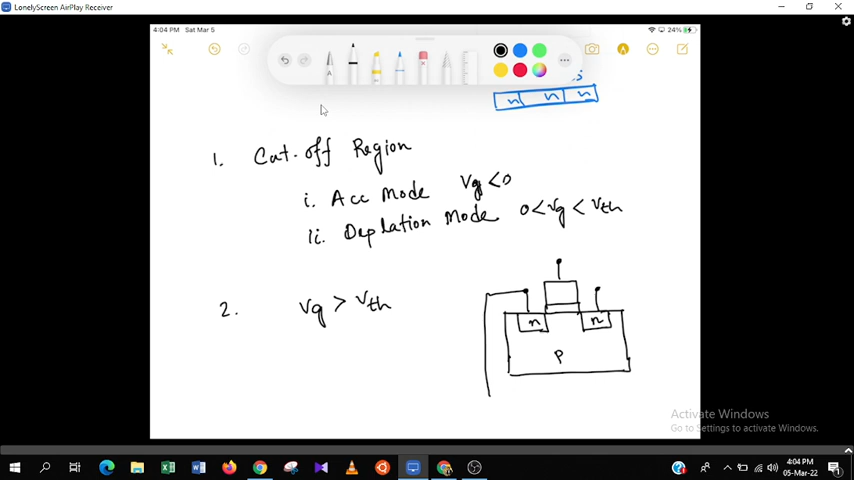 LonelyScreen AirPlay Receiver
4:04 PM Sat Mar 5
24%
n n n
1. Cut-off Region
i. Acc Mode Vg < 0
ii. Deplation Mode 0 < Vg < Vth
2. Vg > Vth
n n
P
Activate Windows
Go to Settings to activate Windows.
4:04 PM
05-Mar-22